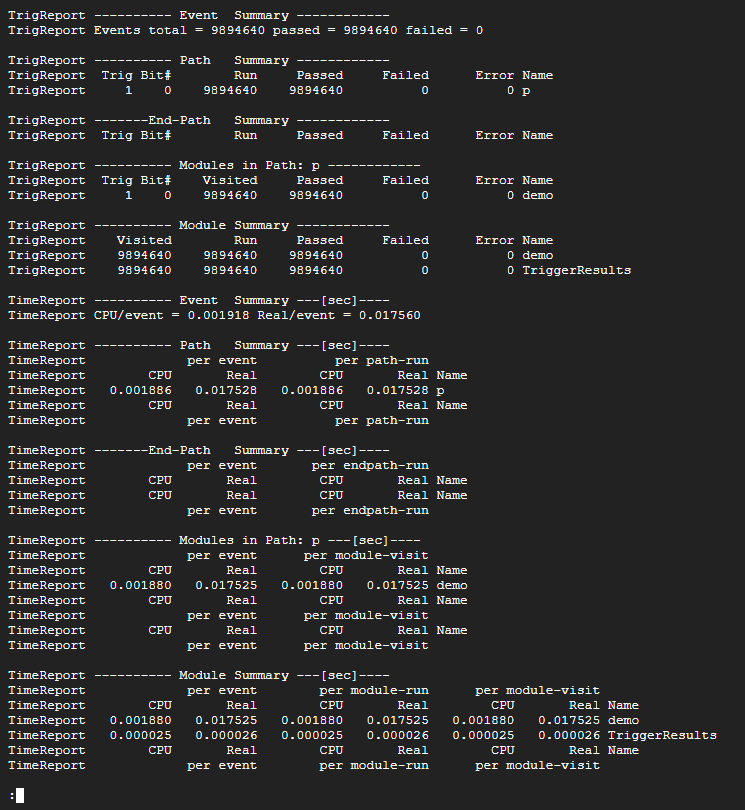 TrigReport ---------- Event  Summary ------------
TrigReport Events total = 9894640 passed = 9894640 failed = 0

TrigReport ---------- Path   Summary ------------
TrigReport  Trig Bit#        Run     Passed     Failed      Error Name
TrigReport     1    0    9894640    9894640          0          0 p

TrigReport -------End-Path   Summary ------------
TrigReport  Trig Bit#        Run     Passed     Failed      Error Name

TrigReport ---------- Modules in Path: p ------------
TrigReport  Trig Bit#    Visited     Passed     Failed      Error Name
TrigReport     1    0    9894640    9894640          0          0 demo

TrigReport ---------- Module Summary ------------
TrigReport    Visited        Run     Passed     Failed      Error Name
TrigReport    9894640    9894640    9894640          0          0 demo
TrigReport    9894640    9894640    9894640          0          0 TriggerResults

TimeReport ---------- Event  Summary ---[sec]----
TimeReport CPU/event = 0.001918 Real/event = 0.017560

TimeReport ---------- Path   Summary ---[sec]----
TimeReport             per event          per path-run
TimeReport        CPU       Real        CPU       Real Name
TimeReport   0.001886   0.017528   0.001886   0.017528 p
TimeReport        CPU       Real        CPU       Real Name
TimeReport             per event          per path-run

TimeReport -------End-Path   Summary ---[sec]----
TimeReport             per event       per endpath-run
TimeReport        CPU       Real        CPU       Real Name
TimeReport        CPU       Real        CPU       Real Name
TimeReport             per event       per endpath-run

TimeReport ---------- Modules in Path: p ---[sec]----
TimeReport             per event      per module-visit
TimeReport        CPU       Real        CPU       Real Name
TimeReport   0.001880   0.017525   0.001880   0.017525 demo
TimeReport        CPU       Real        CPU       Real Name
TimeReport             per event      per module-visit
TimeReport        CPU       Real        CPU       Real Name
TimeReport             per event      per module-visit

TimeReport ---------- Module Summary ---[sec]----
TimeReport             per event        per module-run      per module-visit
TimeReport        CPU       Real        CPU       Real        CPU       Real Name
TimeReport   0.001880   0.017525   0.001880   0.017525   0.001880   0.017525 demo
TimeReport   0.000025   0.000026   0.000025   0.000026   0.000025   0.000026 TriggerResults
TimeReport        CPU       Real        CPU       Real        CPU       Real Name
TimeReport             per event        per module-run      per module-visit

: